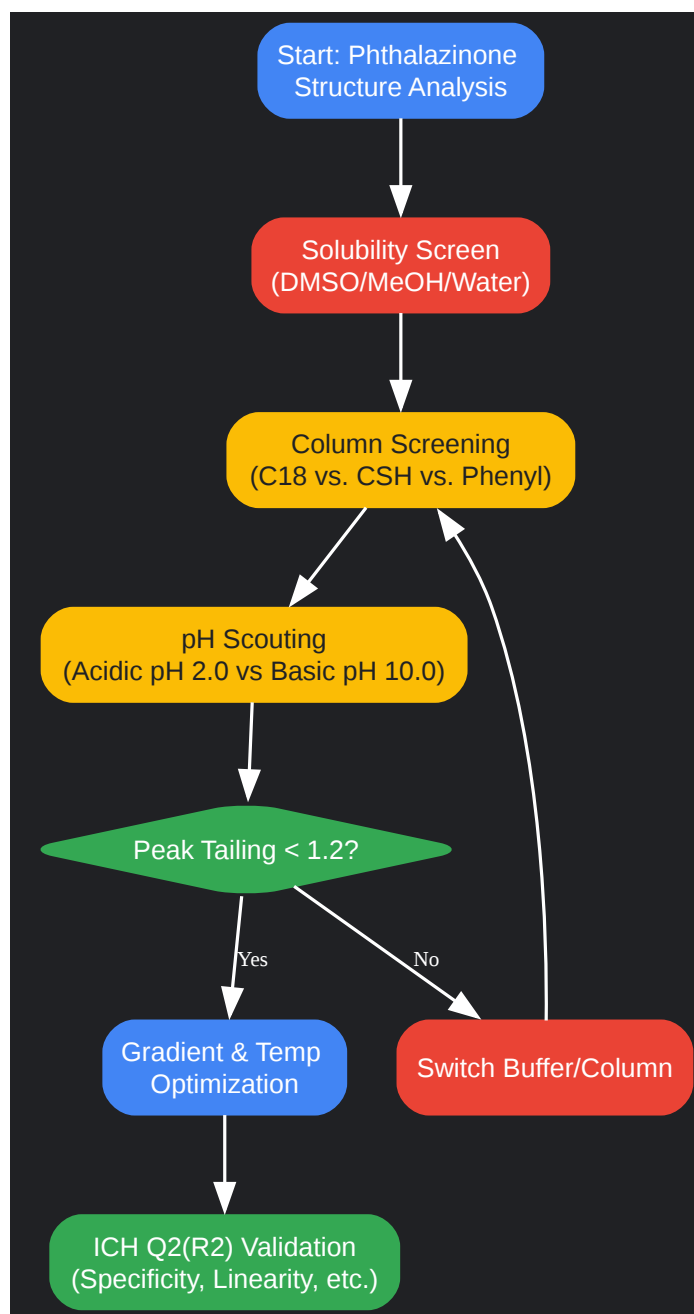 Start: Phthalazinone
Structure Analysis
Solubility Screen
(DMSO/MeOH/Water)
Column Screening
(C18 vs. CSH vs. Phenyl)
pH Scouting
(Acidic pH 2.0 vs Basic pH 10.0)
Peak Tailing < 1.2?
Yes
No
Gradient & Temp
Optimization
Switch Buffer/Column
ICH Q2(R2) Validation
(Specificity, Linearity, etc.)